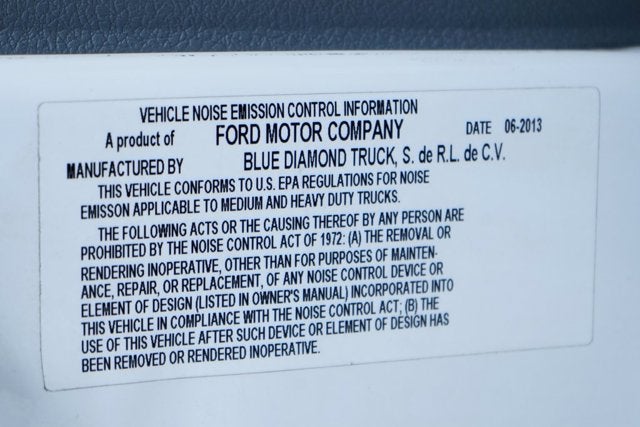 VEHICLE NOISE EMISSION CONTROL INFORMATION
A product of FORD MOTOR COMPANY DATE 06-2013
MANUFACTURED BY BLUE DIAMOND TRUCK, S. de R.L. de C.V.
THIS VEHICLE CONFORMS TO U.S. EPA REGULATIONS FOR NOISE
EMISSON APPLICABLE TO MEDIUM AND HEAVY DUTY TRUCKS.
THE FOLLOWING ACTS OR THE CAUSING THEREOF BY ANY PERSON ARE
PROHIBITED BY THE NOISE CONTROL ACT OF 1972: (A) THE REMOVAL OR
RENDERING INOPERATIVE, OTHER THAN FOR PURPOSES OF MAINTEN-
ANCE, REPAIR, OR REPLACEMENT, OF ANY NOISE CONTROL DEVICE OR
ELEMENT OF DESIGN (LISTED IN OWNER'S MANUAL) INCORPORATED INTO
THIS VEHICLE IN COMPLIANCE WITH THE NOISE CONTROL ACT; (B) THE
USE OF THIS VEHICLE AFTER SUCH DEVICE OR ELEMENT OF DESIGN HAS
BEEN REMOVED OR RENDERED INOPERATIVE.